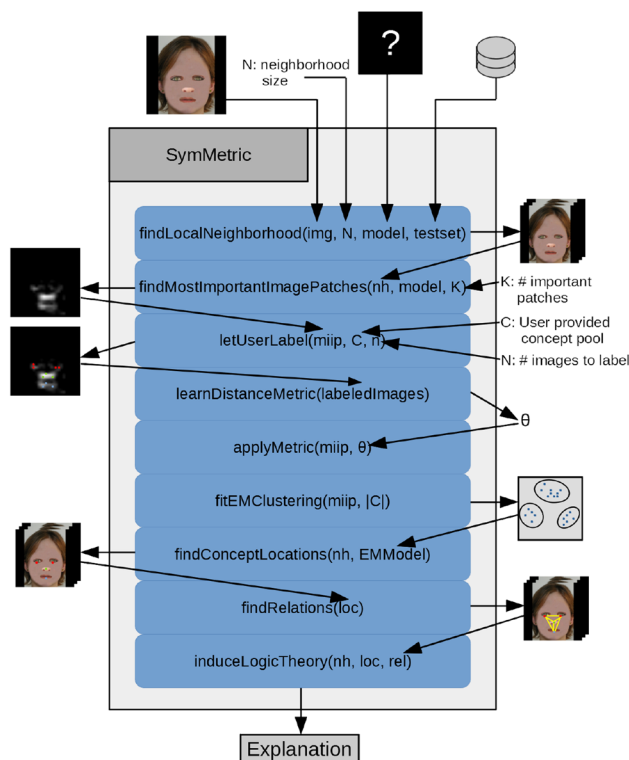 ?
N: neighborhood
size
SymMetric
findLocalNeighborhood(img, N, model, testset)
findMostImportantImagePatches(nh, model, K)
K: # important
patches
C: User provided
concept pool
letUserLabel(miip, C, n)
N: # images to label
learnDistanceMetric(labeledImages)
θ
applyMetric(miip, θ)
fitEMClustering(miip, |C|)
findConceptLocations(nh, EMModel)
findRelations(loc)
induceLogicTheory(nh, loc, rel)
Explanation